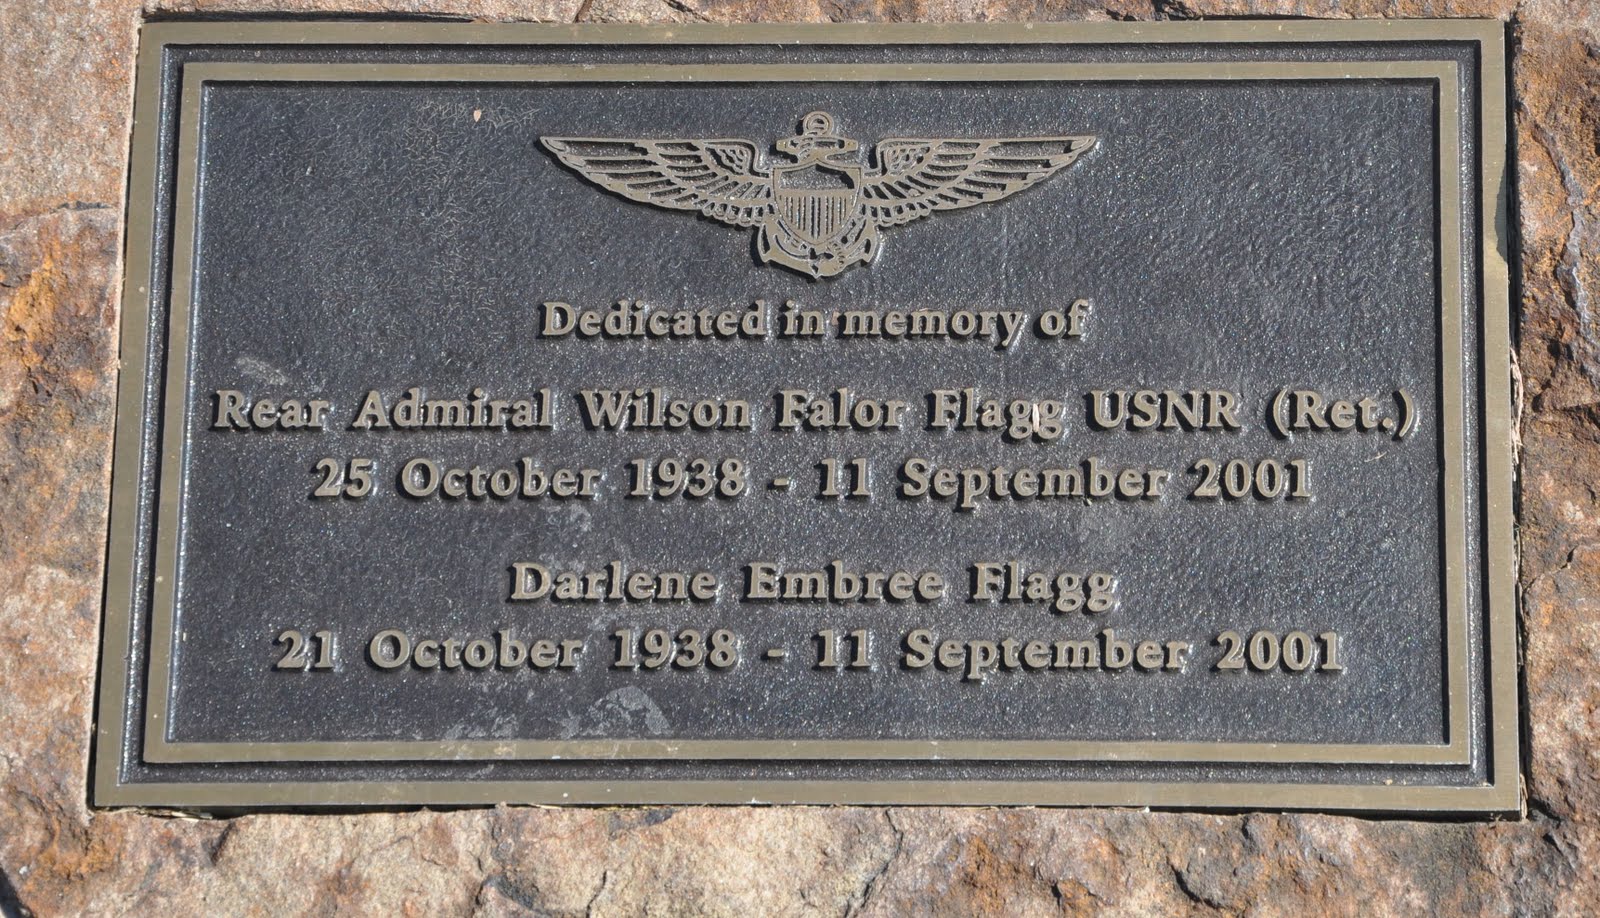 Dedicated in memory of
Rear Admiral Wilson Falor Flagg USNR (Ret.)
25 October 1938 - 11 September 2001
Darlene Embree Flagg
21 October 1938 - 11 September 2001